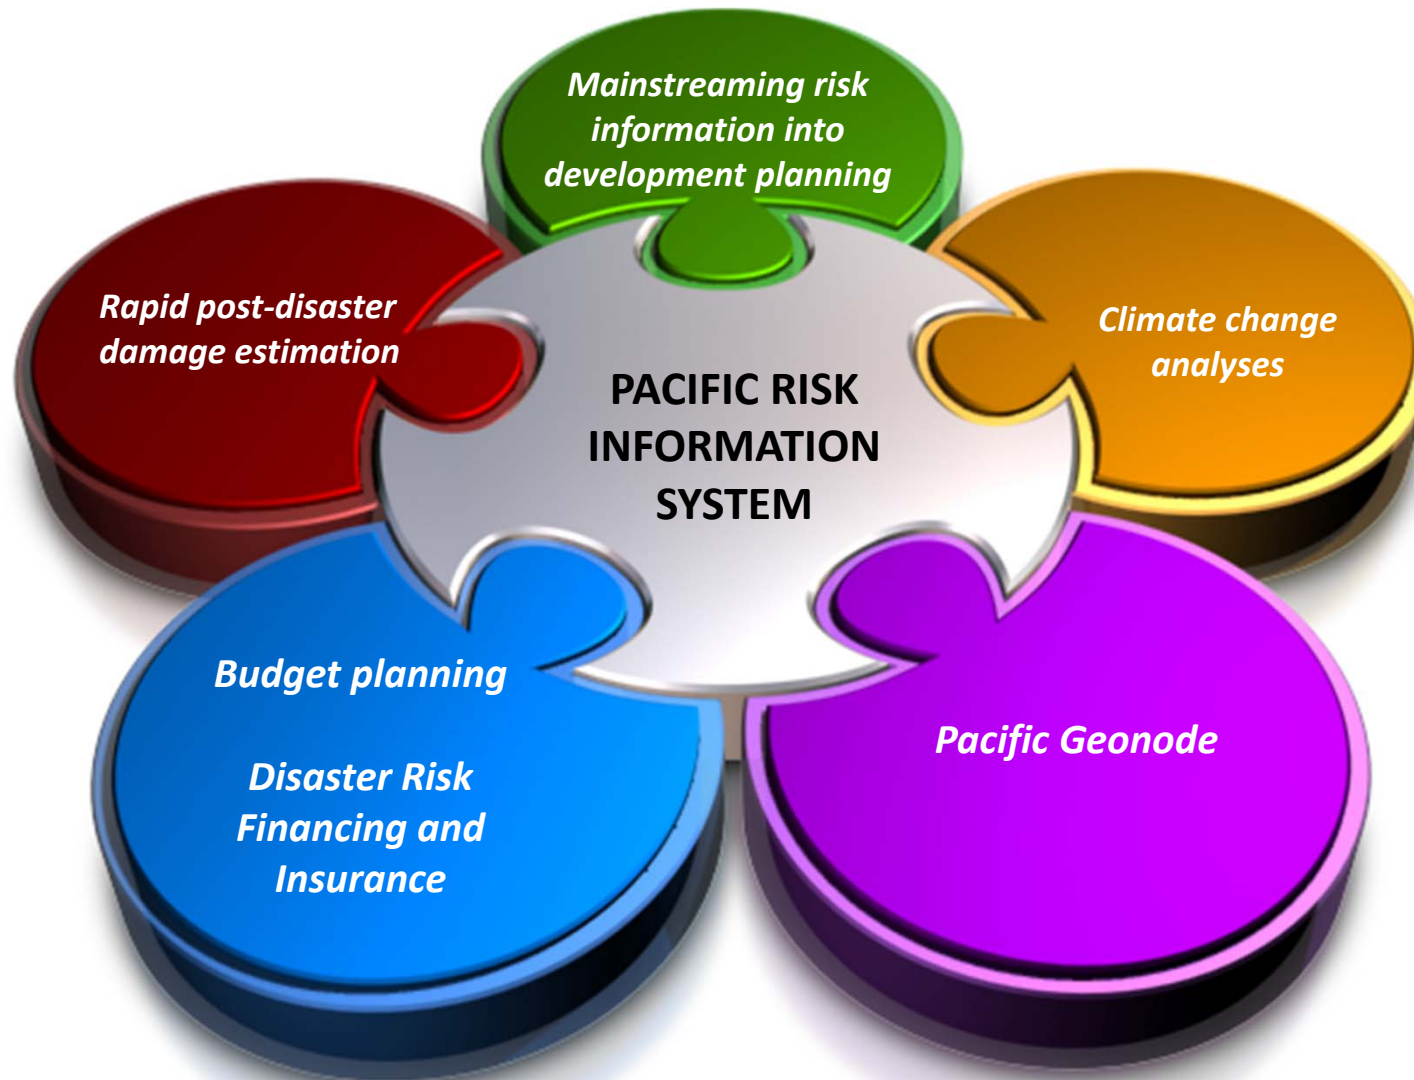 Mainstreaming risk
information into
development planning
Rapid post-disaster
damage estimation
Climate change
analyses
PACIFIC RISK
INFORMATION
SYSTEM
Budget planning
Disaster Risk
Financing and
Insurance
Pacific Geonode